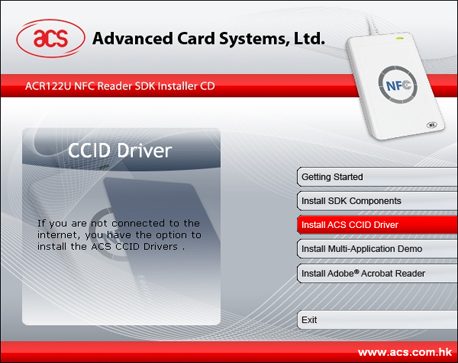 ACS
Advanced Card Systems, Ltd.
ACR122U NFC Reader SDK Installer CD
NFC
ACS
CCID Driver
If you are not connected to the
internet, you have the option to
install the ACS CCID Drivers .
Getting Started
Install SDK Components
Install ACS CCID Driver
Install Multi-Application Demo
Install Adobe® Acrobat Reader
Exit
www.acs.com.hk